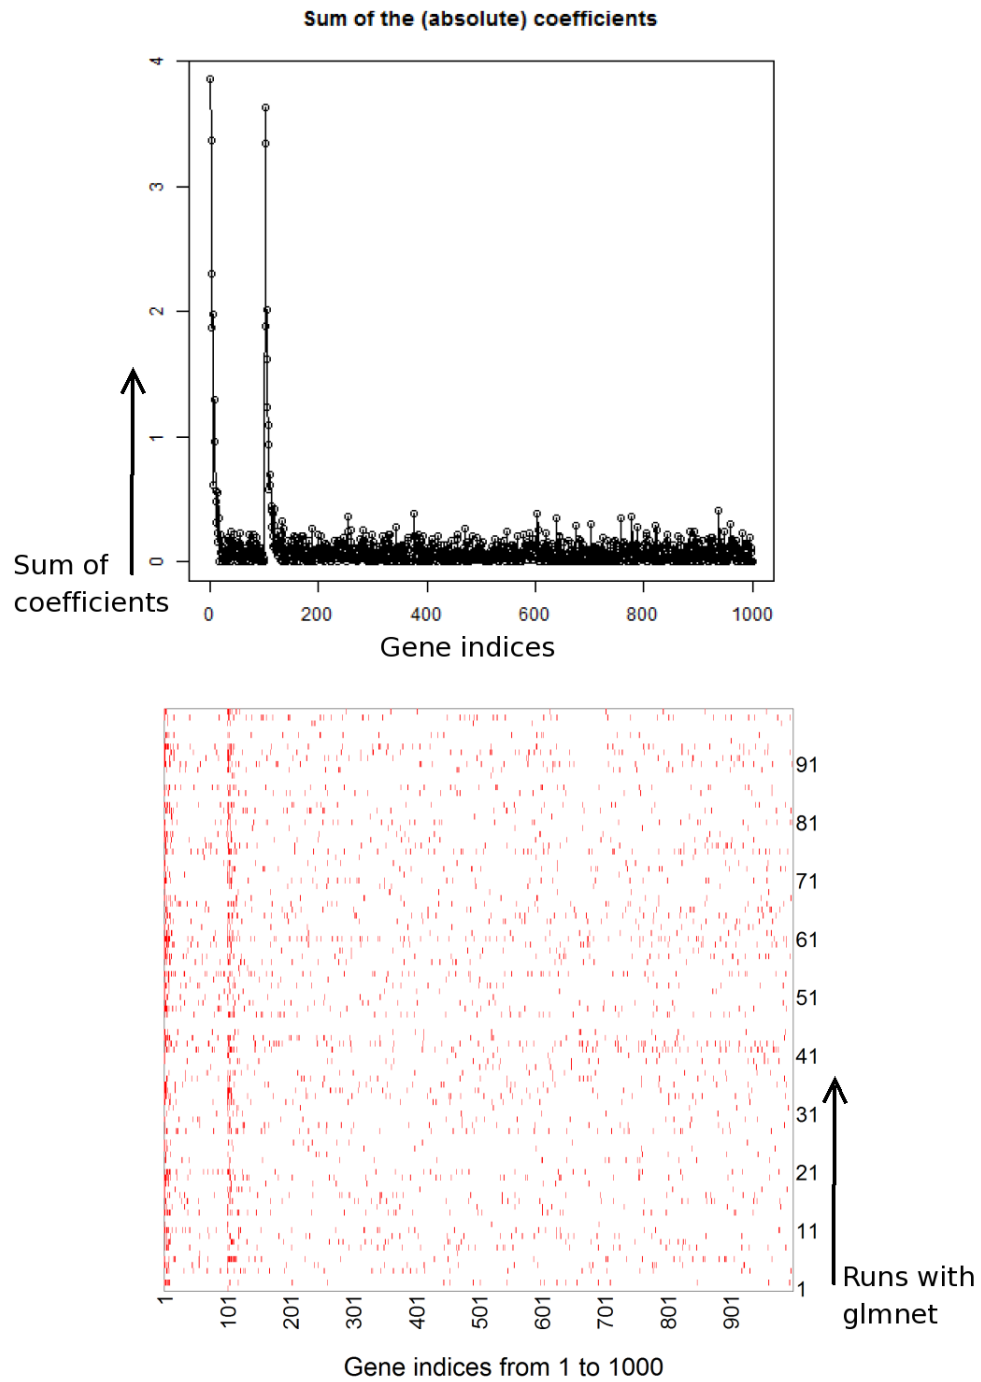 Sum of the (absolute) coefficients
4
3
2
1
0
Sum of
coefficients
0 200 400 600 800 1000
Gene indices
91
81
71
61
51
41
31
21
11
1
Runs with
glmnet
1 101 201 301 401 501 601 701 801 901
Gene indices from 1 to 1000